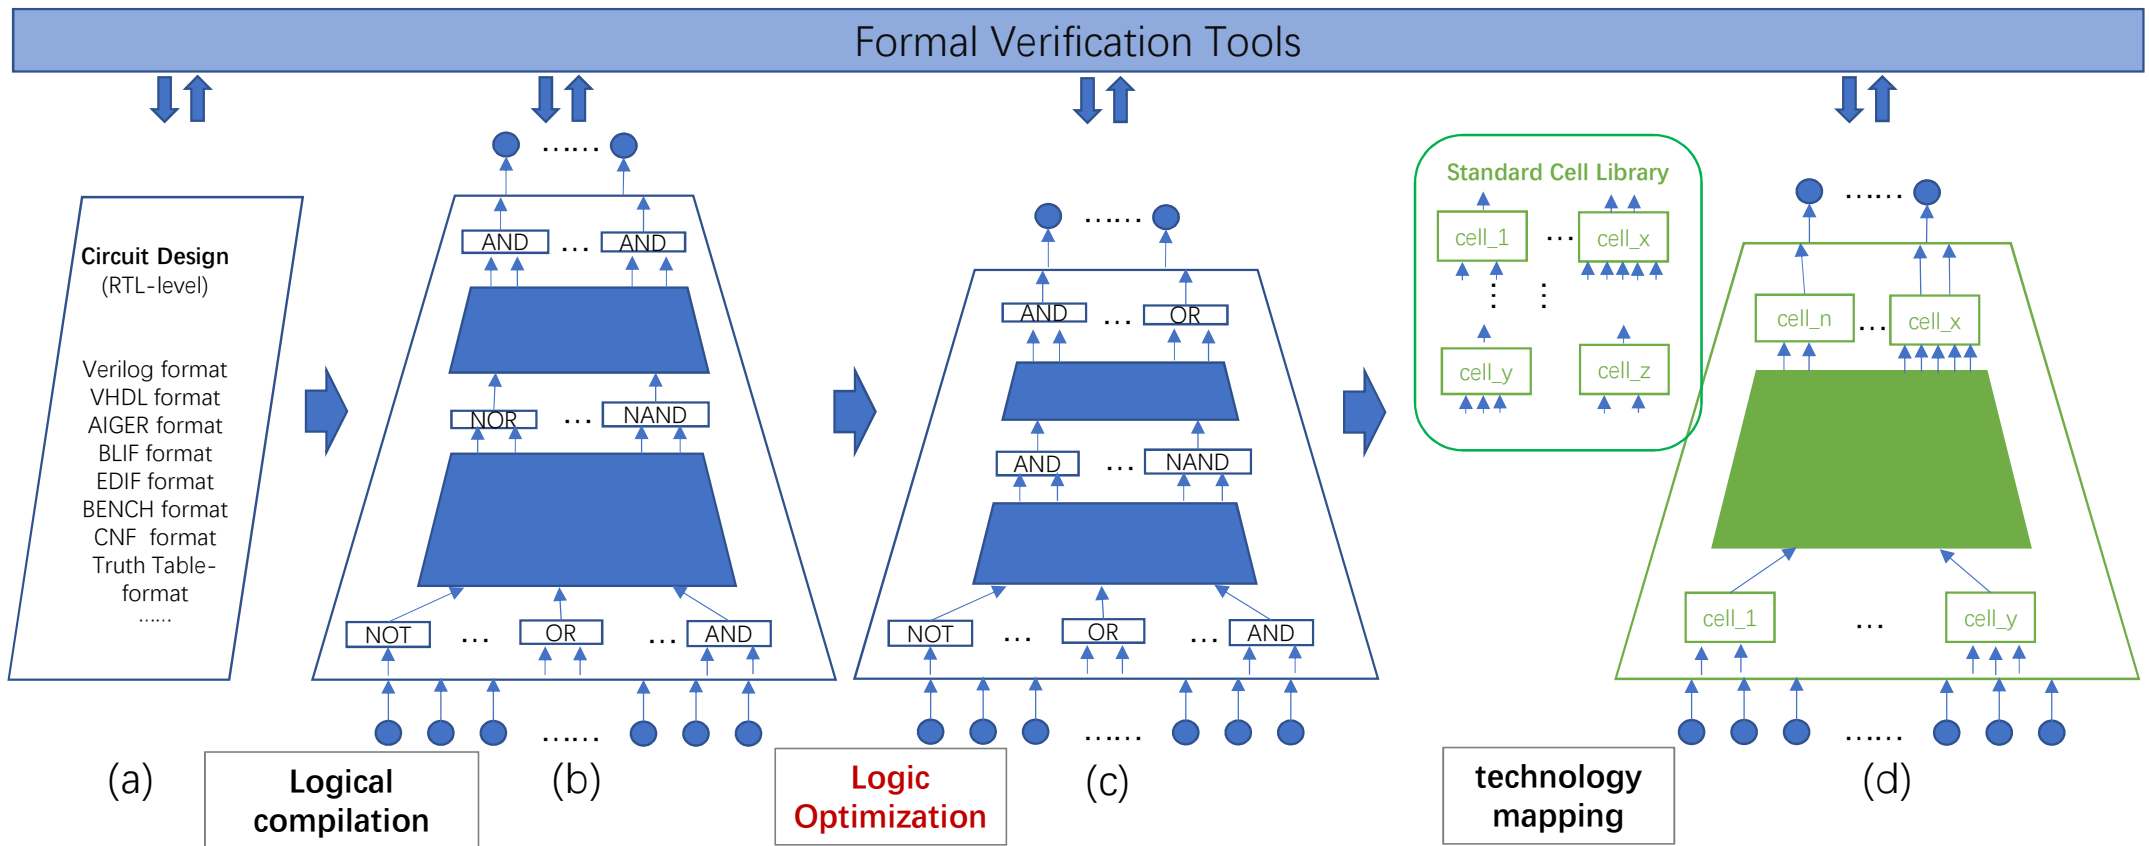 Formal Verification Tools
Circuit Design
(RTL-level)
Verilog format
VHDL format
AIGER format
BLIF format
EDIF format
BENCH format
CNF format
Truth Table-
format
......
(a)
Logical
compilation
......
AND ... AND
NOR ... NAND
NOT ... OR ... AND
......
(b)
Logic
Optimization
......
AND ... OR
AND ... NAND
NOT ... OR ... AND
......
(c)
technology
mapping
Standard Cell Library
cell_1 ... cell_x
cell_y cell_z
......
cell_n ... cell_x
cell_1 ... cell_y
......
(d)